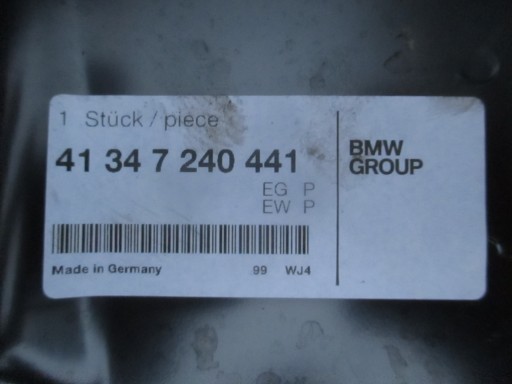 1 Stück / piece
41 34 7 240 441
EG P
EW P
Made in Germany 99 WJ4
BMW
GROUP